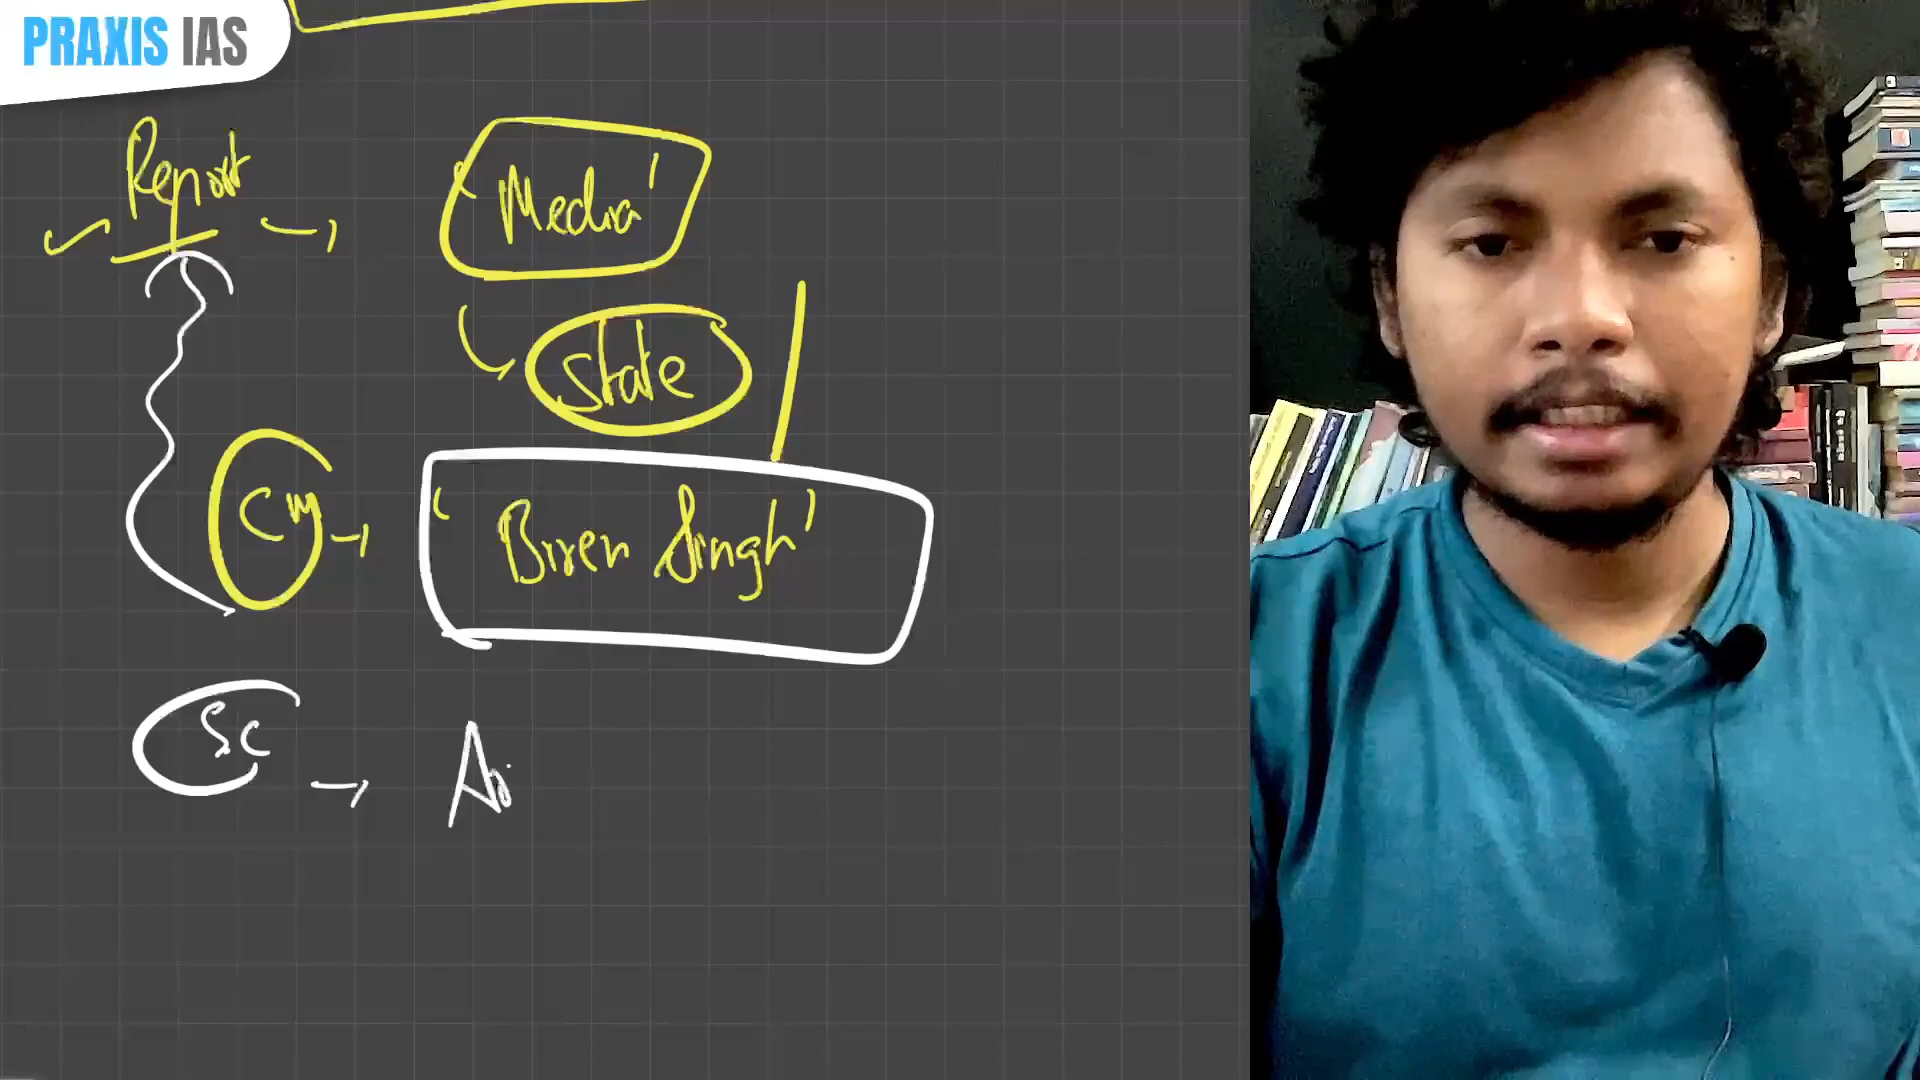 PRAXIS IAS
Report → 'Media'
→ State
CM → 'Biren Singh'
SC →